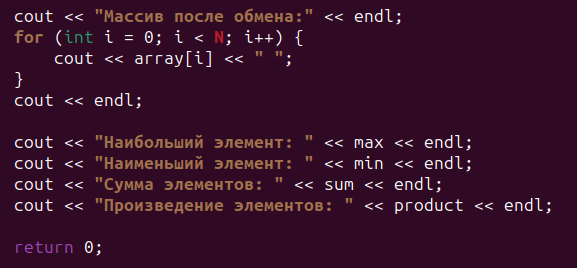 cout << "Массив после обмена:" << endl;
for (int i = 0; i < N; i++) {
    cout << array[i] << " ";
}
cout << endl;

cout << "Наибольший элемент: " << max << endl;
cout << "Наименьший элемент: " << min << endl;
cout << "Сумма элементов: " << sum << endl;
cout << "Произведение элементов: " << product << endl;

return 0;